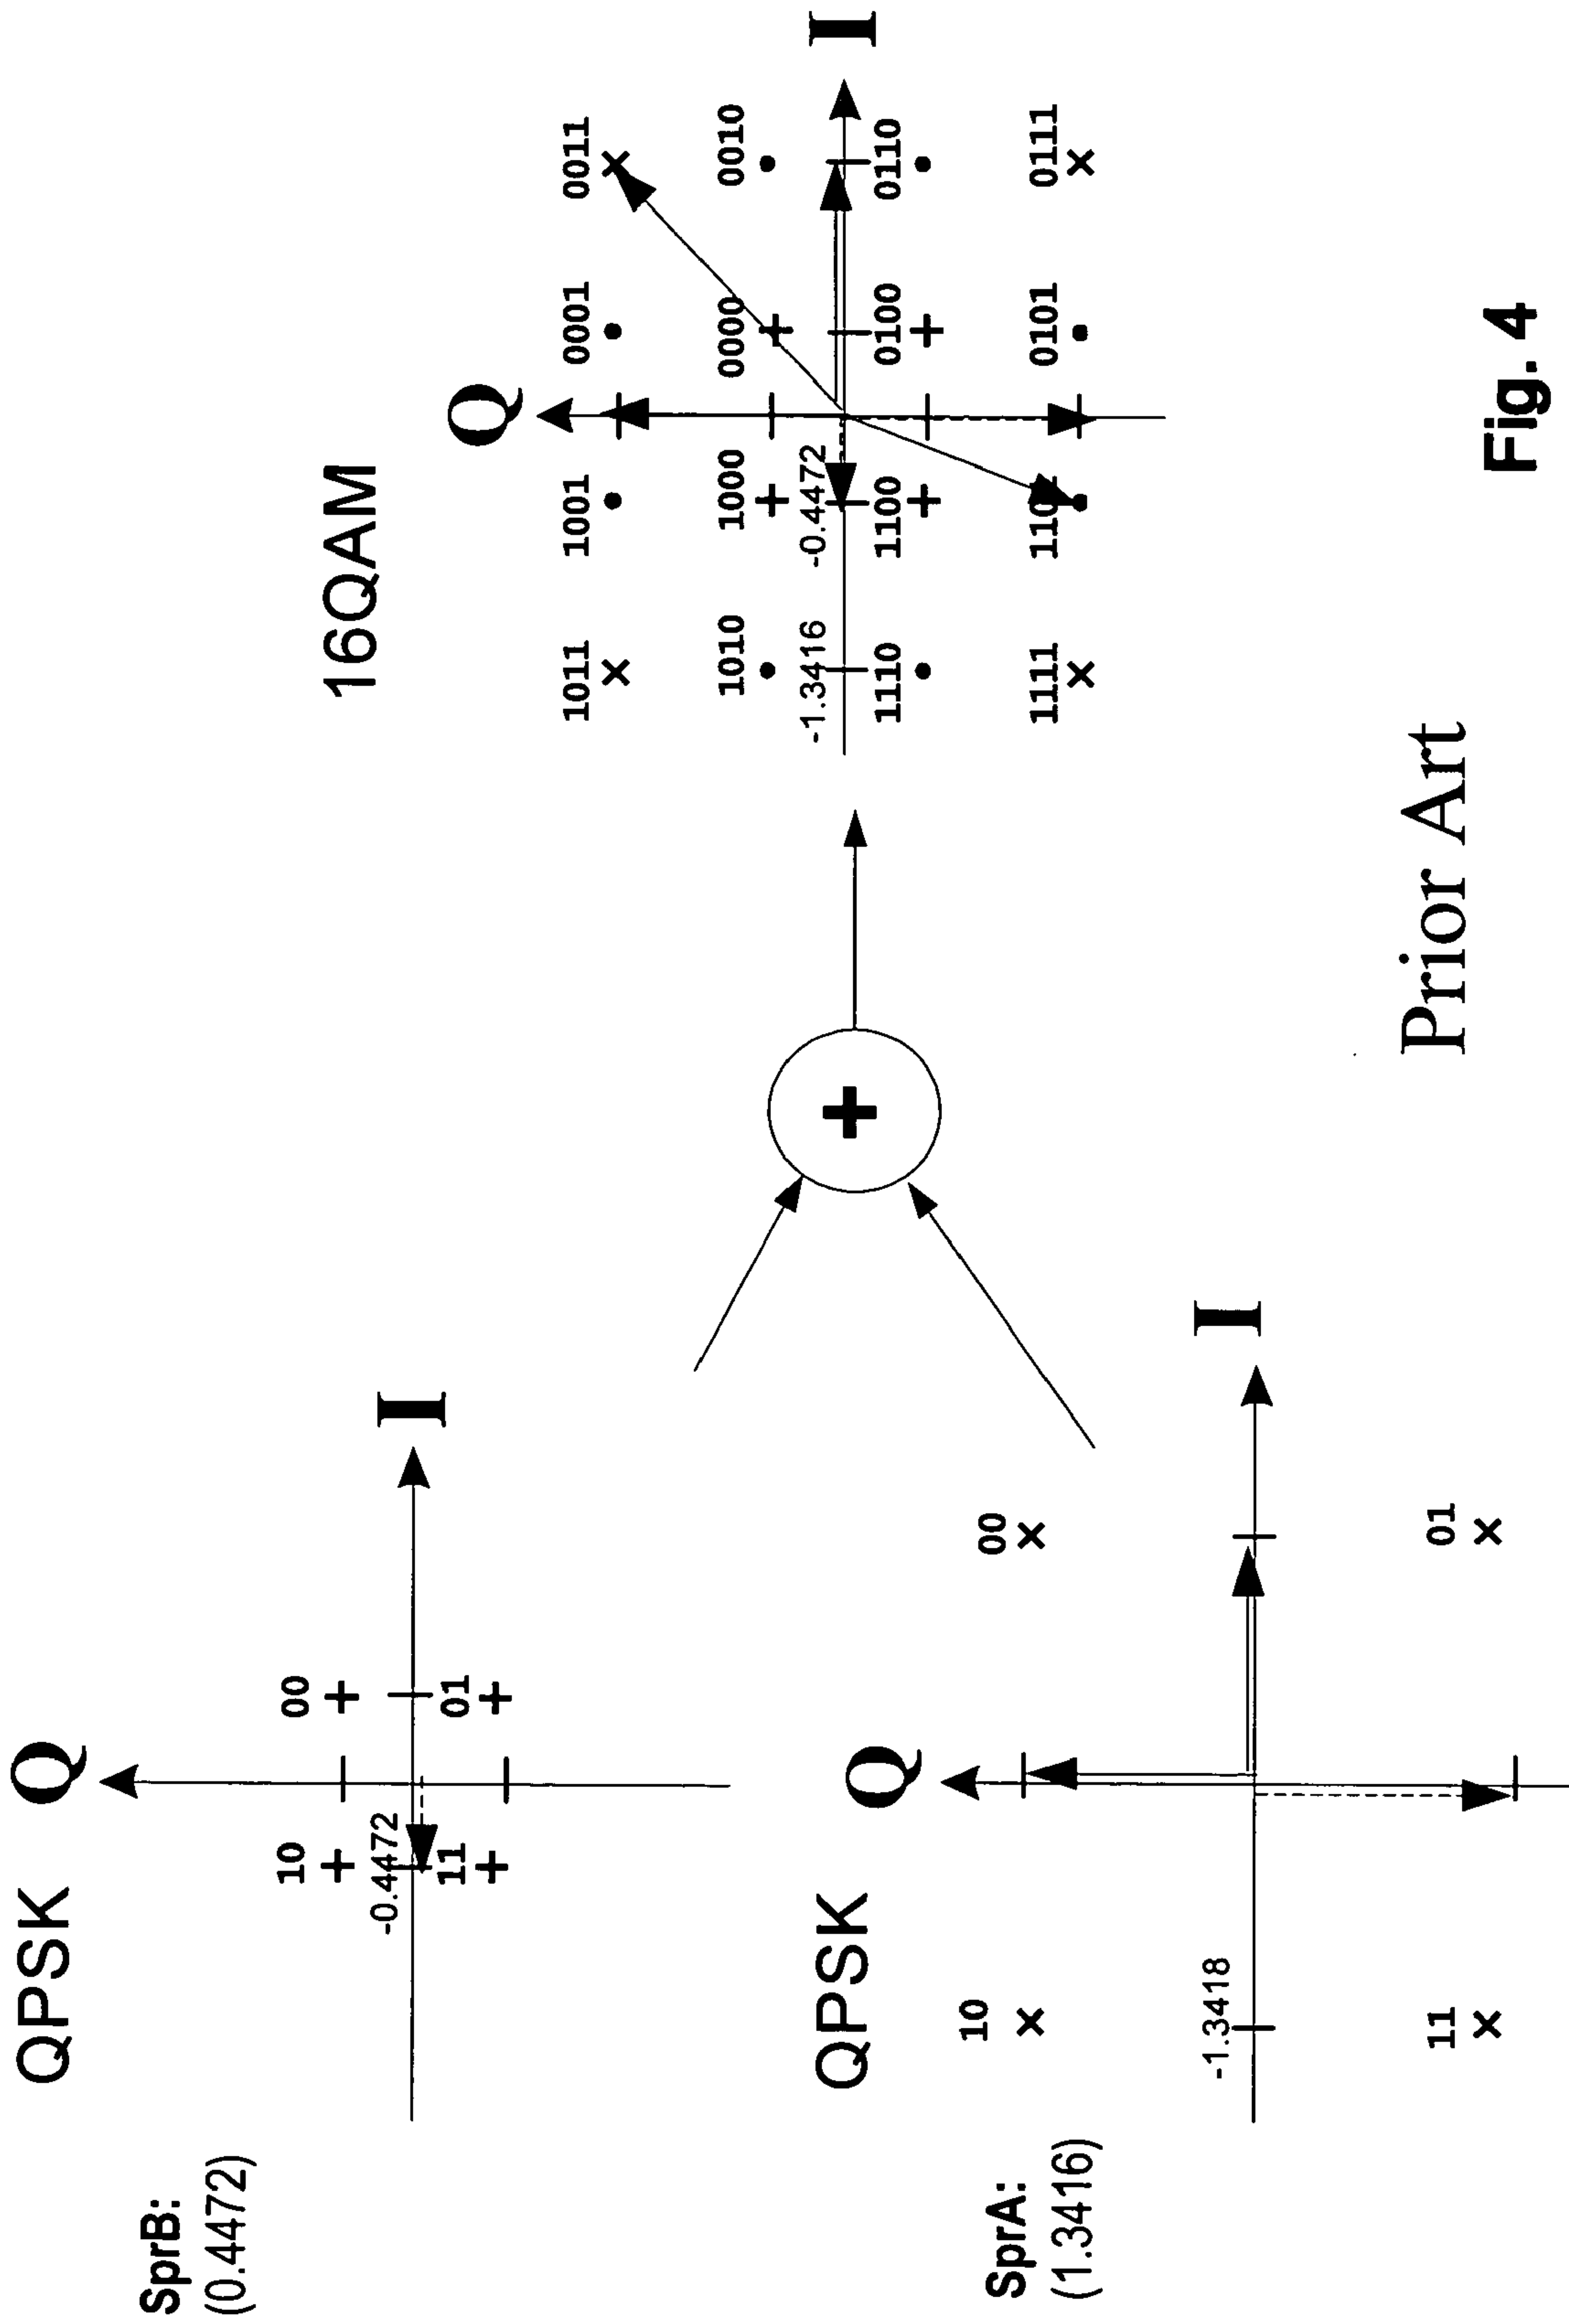 SprB:
(0.4472)
QPSK
Q
10
00
-0.4472
I
11
01
SprA:
(1.3416)
QPSK
Q
10
00
-1.3418
I
11
01
+
16QAM
Q
1011
1001
0001
0011
1010
1000
0000
0010
-1.3416
-0.4472
I
1110
1100
0100
0110
1111
0101
0111
Prior Art
Fig. 4